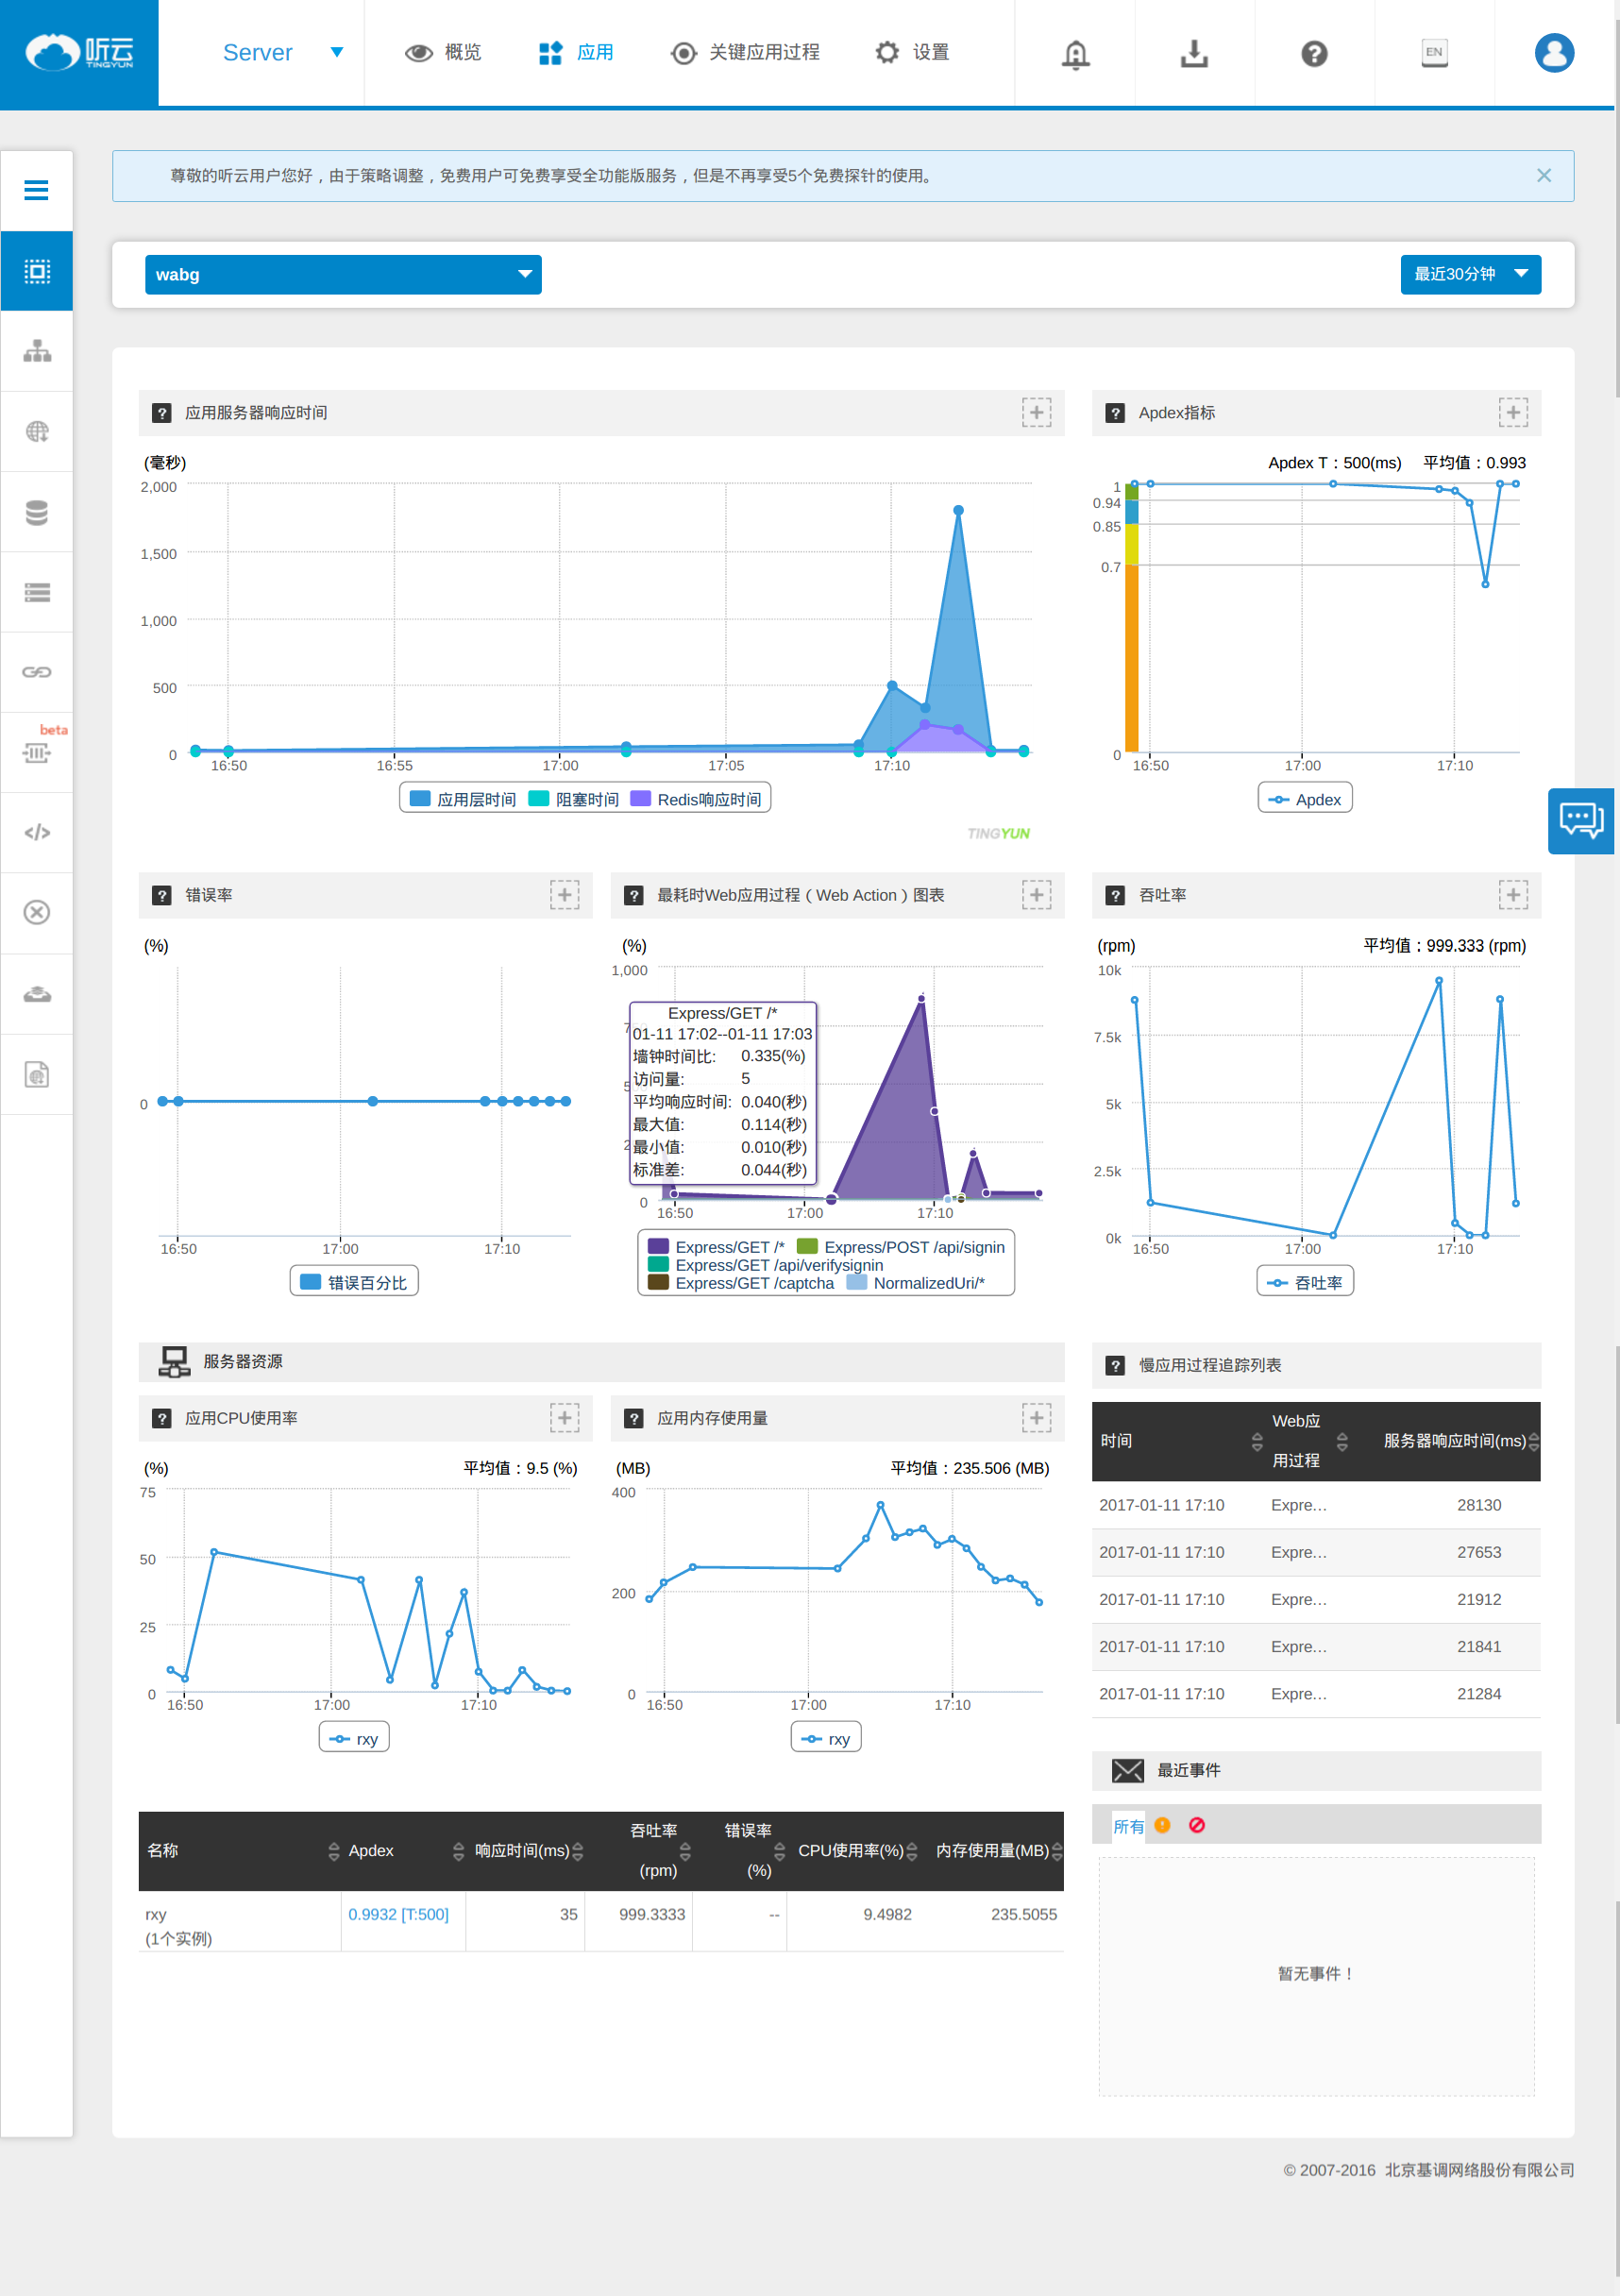 听云
TINGYUN
Server
概览
应用
关键应用过程
设置
EN
尊敬的听云用户您好，由于策略调整，免费用户可免费享受全功能版服务，但是不再享受5个免费探针的使用。
wabg
最近30分钟
beta
应用服务器响应时间
(毫秒)
2,000
1,500
1,000
500
0
16:50 16:55 17:00 17:05 17:10
应用层时间 阻塞时间 Redis响应时间
TINGYUN
Apdex指标
Apdex T：500(ms) 平均值：0.993
1
0.94
0.85
0.7
0
16:50 17:00 17:10
Apdex
错误率
(%)
0
16:50 17:00 17:10
错误百分比
最耗时Web应用过程（Web Action）图表
(%)
1,000
Express/GET /*
01-11 17:02--01-11 17:03
墙钟时间比: 0.335(%)
访问量: 5
平均响应时间: 0.040(秒)
最大值: 0.114(秒)
最小值: 0.010(秒)
标准差: 0.044(秒)
0
16:50 17:00 17:10
Express/GET /* Express/POST /api/signin
Express/GET /api/verifysignin
Express/GET /captcha NormalizedUri/*
吞吐率
(rpm) 平均值：999.333 (rpm)
10k
7.5k
5k
2.5k
0k
16:50 17:00 17:10
吞吐率
服务器资源
应用CPU使用率
(%) 平均值：9.5 (%)
75
50
25
0
16:50 17:00 17:10
rxy
应用内存使用量
(MB) 平均值：235.506 (MB)
400
200
0
16:50 17:00 17:10
rxy
慢应用过程追踪列表
时间 Web应用过程 服务器响应时间(ms)
2017-01-11 17:10 Expre... 28130
2017-01-11 17:10 Expre... 27653
2017-01-11 17:10 Expre... 21912
2017-01-11 17:10 Expre... 21841
2017-01-11 17:10 Expre... 21284
最近事件
所有
暂无事件！
名称 Apdex 响应时间(ms) 吞吐率(rpm) 错误率(%) CPU使用率(%) 内存使用量(MB)
rxy 0.9932 [T:500] 35 999.3333 -- 9.4982 235.5055
(1个实例)
© 2007-2016 北京基调网络股份有限公司